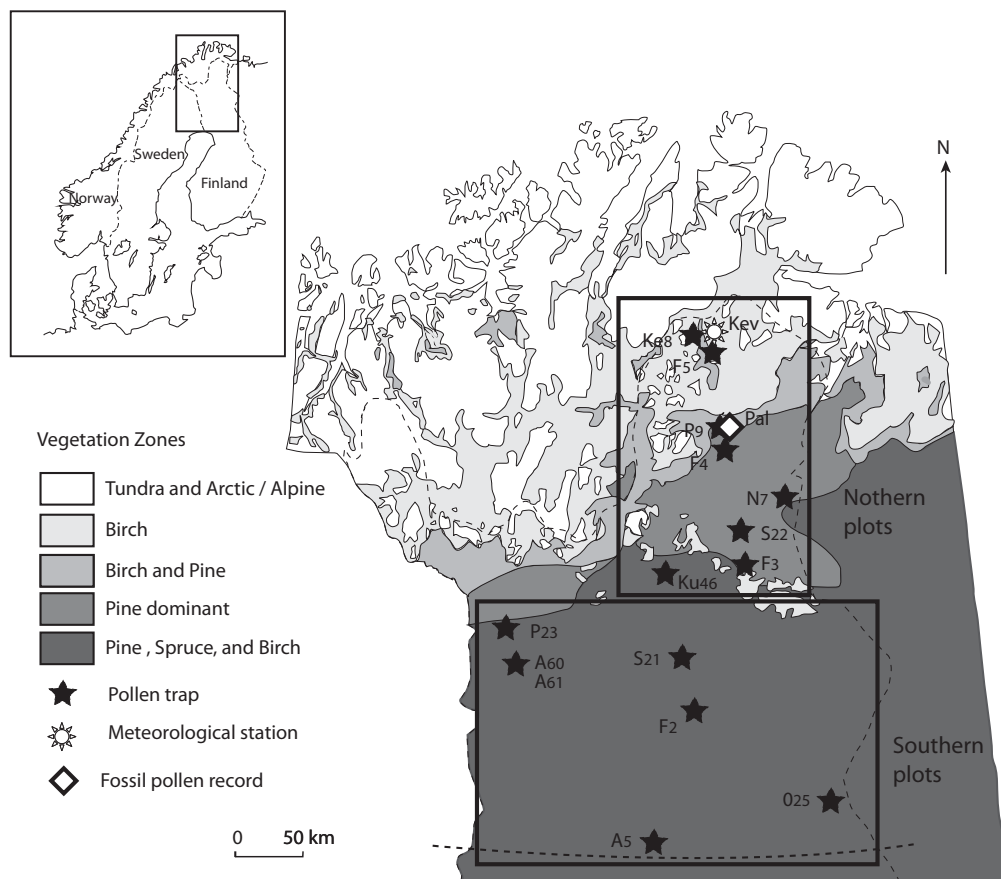 Sweden
Norway
Finland
N
Kev
Ke8
F5
Pal
P9
F4
N7
S22
F3
Ku46
Nothern
plots
Vegetation Zones
Tundra and Arctic / Alpine
Birch
Birch and Pine
Pine dominant
Pine , Spruce, and Birch
Pollen trap
Meteorological station
Fossil pollen record
0 50 km
P23
A60
A61
S21
F2
025
A5
Southern
plots